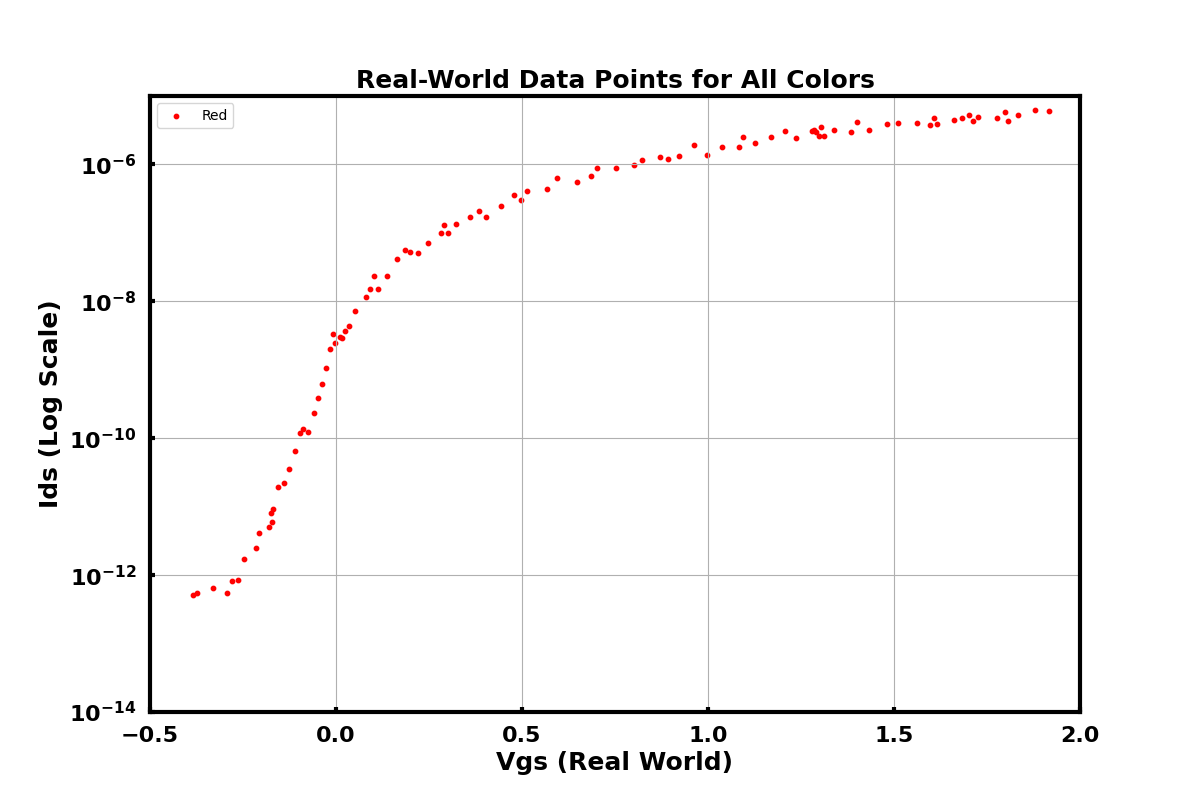 Real-World Data Points for All Colors
Red
10⁻⁶
10⁻⁸
10⁻¹⁰
10⁻¹²
10⁻¹⁴
Ids (Log Scale)
−0.5 0.0 0.5 1.0 1.5 2.0
Vgs (Real World)